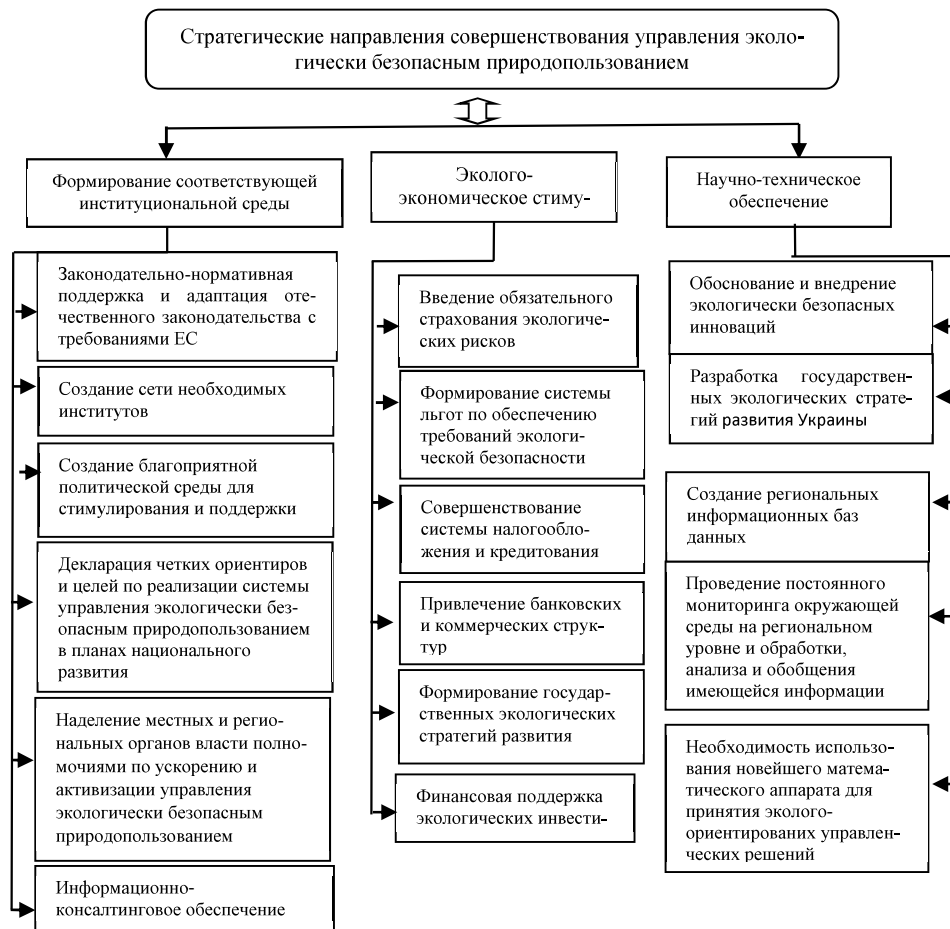 Стратегические направления совершенствования управления эколо-
гически безопасным природопользованием
Формирование соответствующей
институциональной среды
Законодательно-нормативная
поддержка и адаптация оте-
чественного законодательства с
требованиями ЕС
Создание сети необходимых
институтов
Создание благоприятной
политической среды для
стимулирования и поддержки
Декларация четких ориентиров
и целей по реализации системы
управления экологически без-
опасным природопользованием
в планах национального
развития
Наделение местных и регио-
нальных органов власти полно-
мочиями по ускорению и
активизации управления
экологически безопасным
природопользованием
Информационно-
консалтинговое обеспечение
Эколого-
экономическое стиму-
Введение обязательного
страхования экологиче-
ских рисков
Формирование системы
льгот по обеспечению
требований экологи-
ческой безопасности
Совершенствование
системы налогообло-
жения и кредитования
Привлечение банковских
и коммерческих струк-
тур
Формирование государ-
ственных экологических
стратегий развития
Финансовая поддержка
экологических инвести-
Научно-техническое
обеспечение
Обоснование и внедрение
экологически безопасных
инноваций
Разработка государствен-
ных экологических страте-
гий развития Украины
Создание региональных
информационных баз
данных
Проведение постоянного
мониторинга окружающей
среды на региональном
уровне и обработки,
анализа и обобщения
имеющейся информации
Необходимость использо-
вания новейшего матема-
тического аппарата для
принятия эколого-
ориентированих управлен-
ческих решений